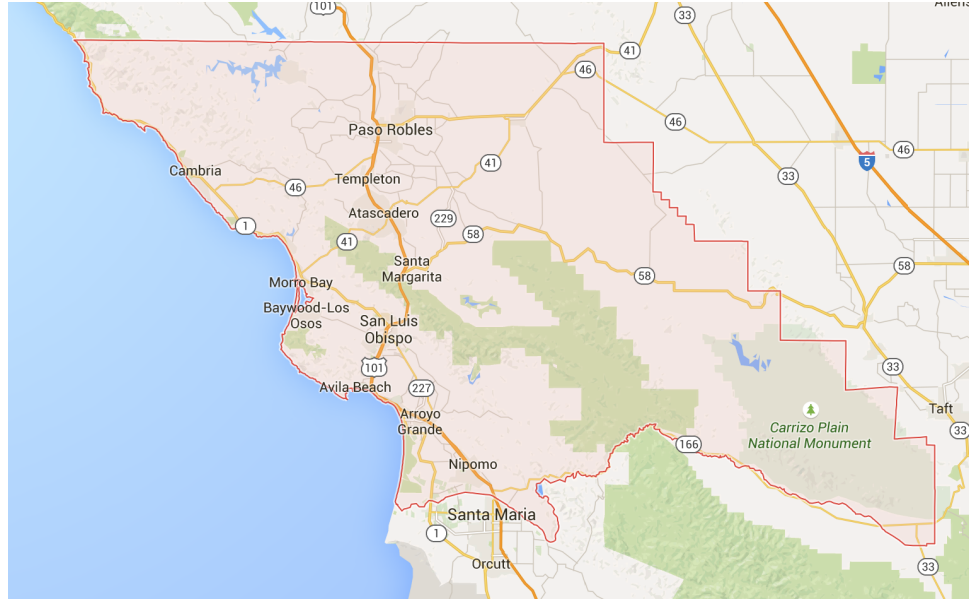 101
33
Allens
41
46
46
46
5
Paso Robles
41
Cambria
Templeton
33
46
Atascadero
229
1
58
41
Santa
Margarita
58
58
Morro Bay
Baywood-Los
Osos
San Luis
Obispo
101
33
Avila Beach
227
Taft
Arroyo
Grande
Carrizo Plain
National Monument
33
166
Nipomo
Santa Maria
1
Orcutt
33